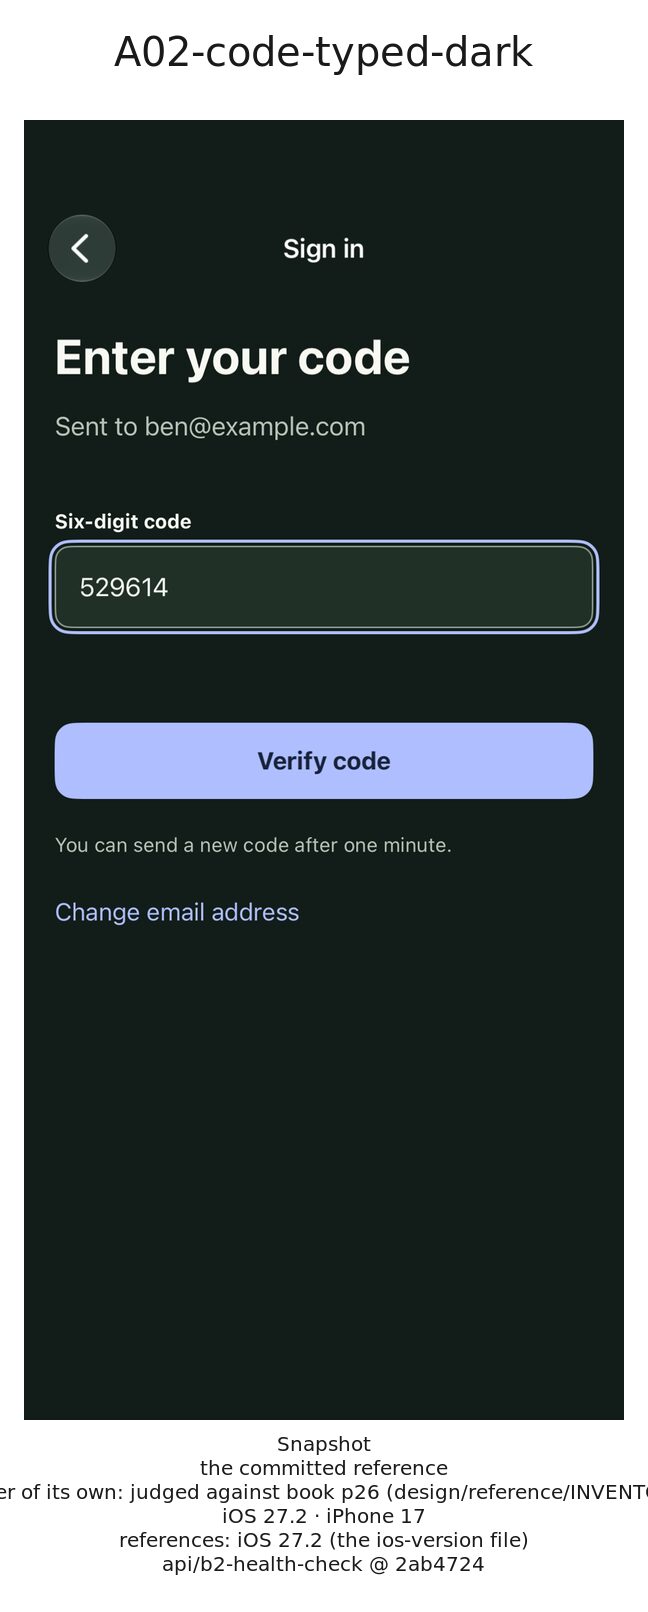 A02-code-typed-dark
Sign in
Enter your code
Sent to ben@example.com
Six-digit code
529614
Verify code
You can send a new code after one minute.
Change email address
Snapshot
the committed reference
er of its own: judged against book p26 (design/reference/INVENTO
iOS 27.2 · iPhone 17
references: iOS 27.2 (the ios-version file)
api/b2-health-check @ 2ab4724